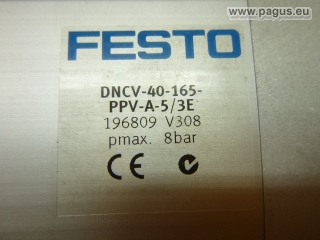 www.pagus.eu
FESTO
DNCV-40-165-
PPV-A-5/3E
196809 V308
pmax. 8bar
CE